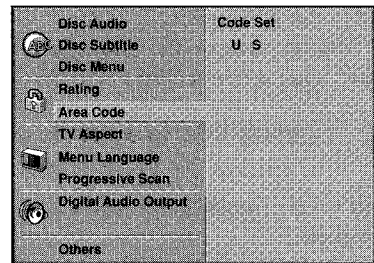 Disc Audio
Disc Subtitle
Disc Menu
Rating
Area Code
TV Aspect
Menu Language
Progressive Scan
Digital Audio Output
Others
Code Set
U S
ABC